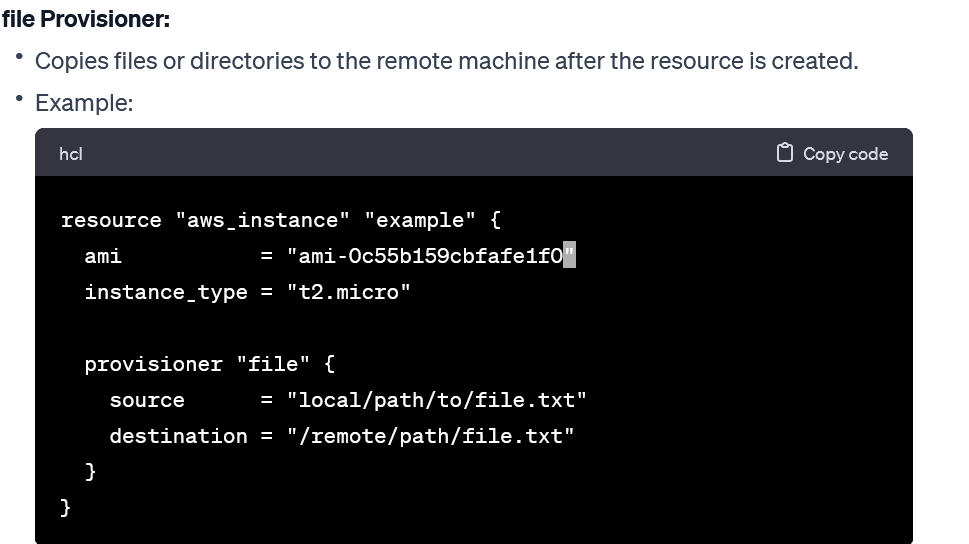 file Provisioner:
• Copies files or directories to the remote machine after the resource is created.
• Example:
hcl
Copy code
resource "aws_instance" "example" {
  ami           = "ami-0c55b159cbfafe1f0"
  instance_type = "t2.micro"

  provisioner "file" {
    source      = "local/path/to/file.txt"
    destination = "/remote/path/file.txt"
  }
}